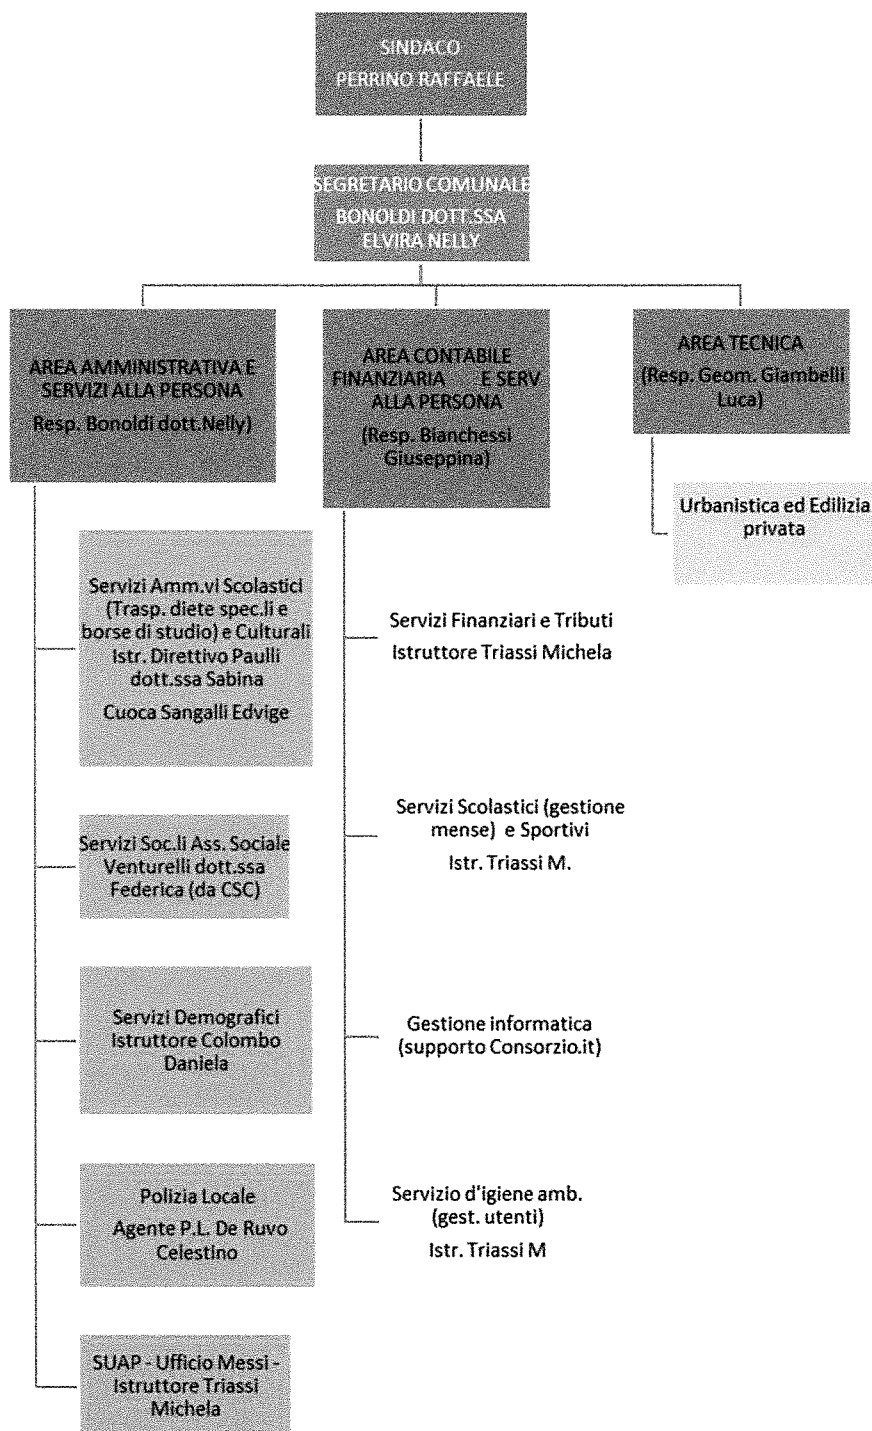 SINDACO
PERRINO RAFFAELE
SEGRETARIO COMUNALE
BONOLDI DOTT.SSA
ELVIRA NELLY
AREA AMMINISTRATIVA E
SERVIZI ALLA PERSONA
Resp. Bonoldi dott.Nelly)
Servizi Amm.vi Scolastici
(Trasp. diete spec.li e
borse di studio) e Culturali
Istr. Direttivo Paulli
dott.ssa Sabina
Cuoca Sangalli Edvige
Servizi Soc.li Ass. Sociale
Venturelli dott.ssa
Federica (da CSC)
Servizi Demografici
Istruttore Colombo
Daniela
Polizia Locale
Agente P.L. De Ruvo
Celestino
SUAP - Ufficio Messi -
Istruttore Triassi
Michela
AREA CONTABILE
FINANZIARIA E SERV
ALLA PERSONA
(Resp. Bianchessi
Giuseppina)
Servizi Finanziari e Tributi
Istruttore Triassi Michela
Servizi Scolastici (gestione
mense) e Sportivi
Istr. Triassi M.
Gestione informatica
(supporto Consorzio.it)
Servizio d'igiene amb.
(gest. utenti)
Istr. Triassi M
AREA TECNICA
(Resp. Geom. Giambelli
Luca)
Urbanistica ed Edilizia
privata